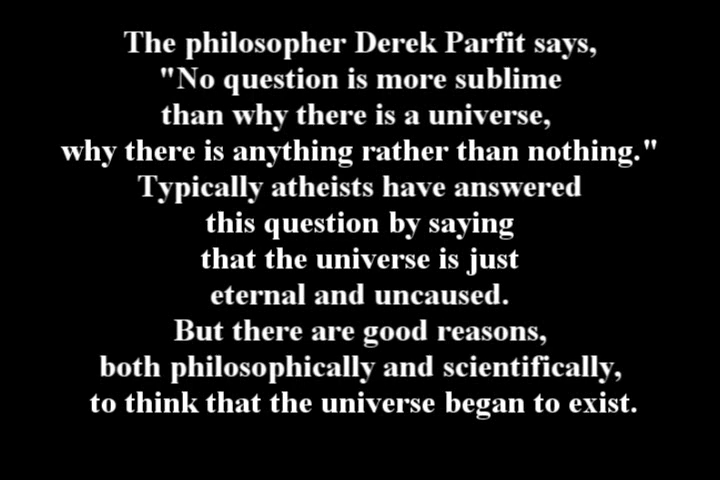 The philosopher Derek Parfit says,
"No question is more sublime
than why there is a universe,
why there is anything rather than nothing."
Typically atheists have answered
this question by saying
that the universe is just
eternal and uncaused.
But there are good reasons,
both philosophically and scientifically,
to think that the universe began to exist.